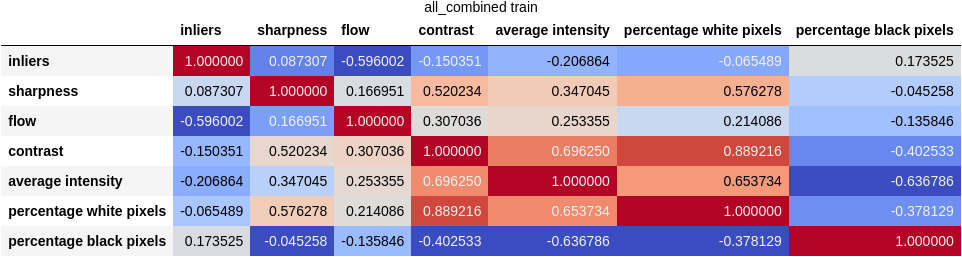 all_combined train
inliers sharpness flow contrast average intensity percentage white pixels percentage black pixels
inliers 1.000000 0.087307 -0.596002 -0.150351 -0.206864 -0.065489 0.173525
sharpness 0.087307 1.000000 0.166951 0.520234 0.347045 0.576278 -0.045258
flow -0.596002 0.166951 1.000000 0.307036 0.253355 0.214086 -0.135846
contrast -0.150351 0.520234 0.307036 1.000000 0.696250 0.889216 -0.402533
average intensity -0.206864 0.347045 0.253355 0.696250 1.000000 0.653734 -0.636786
percentage white pixels -0.065489 0.576278 0.214086 0.889216 0.653734 1.000000 -0.378129
percentage black pixels 0.173525 -0.045258 -0.135846 -0.402533 -0.636786 -0.378129 1.000000